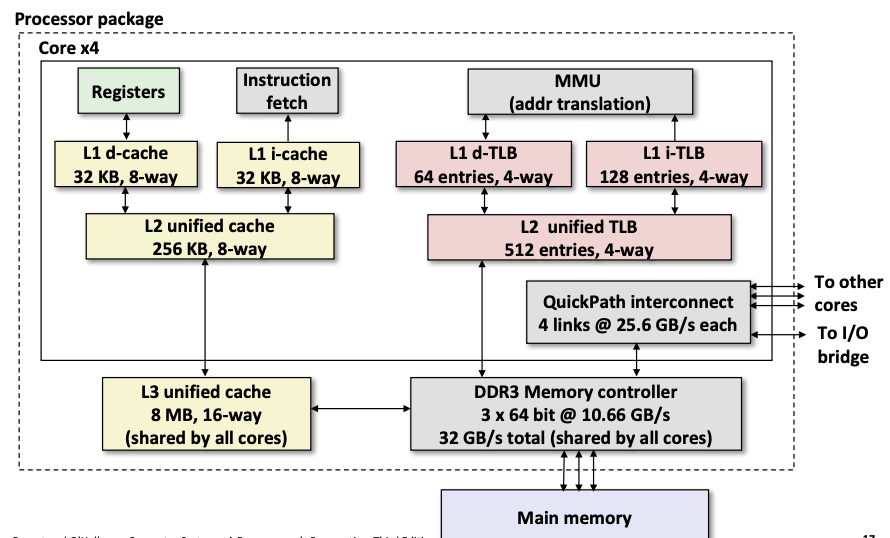 Processor package
Core x4
Registers
Instruction
fetch
MMU
(addr translation)
L1 d-cache
32 KB, 8-way
L1 i-cache
32 KB, 8-way
L1 d-TLB
64 entries, 4-way
L1 i-TLB
128 entries, 4-way
L2 unified cache
256 KB, 8-way
L2 unified TLB
512 entries, 4-way
QuickPath interconnect
4 links @ 25.6 GB/s each
To other
cores
To I/O
bridge
L3 unified cache
8 MB, 16-way
(shared by all cores)
DDR3 Memory controller
3 x 64 bit @ 10.66 GB/s
32 GB/s total (shared by all cores)
Main memory